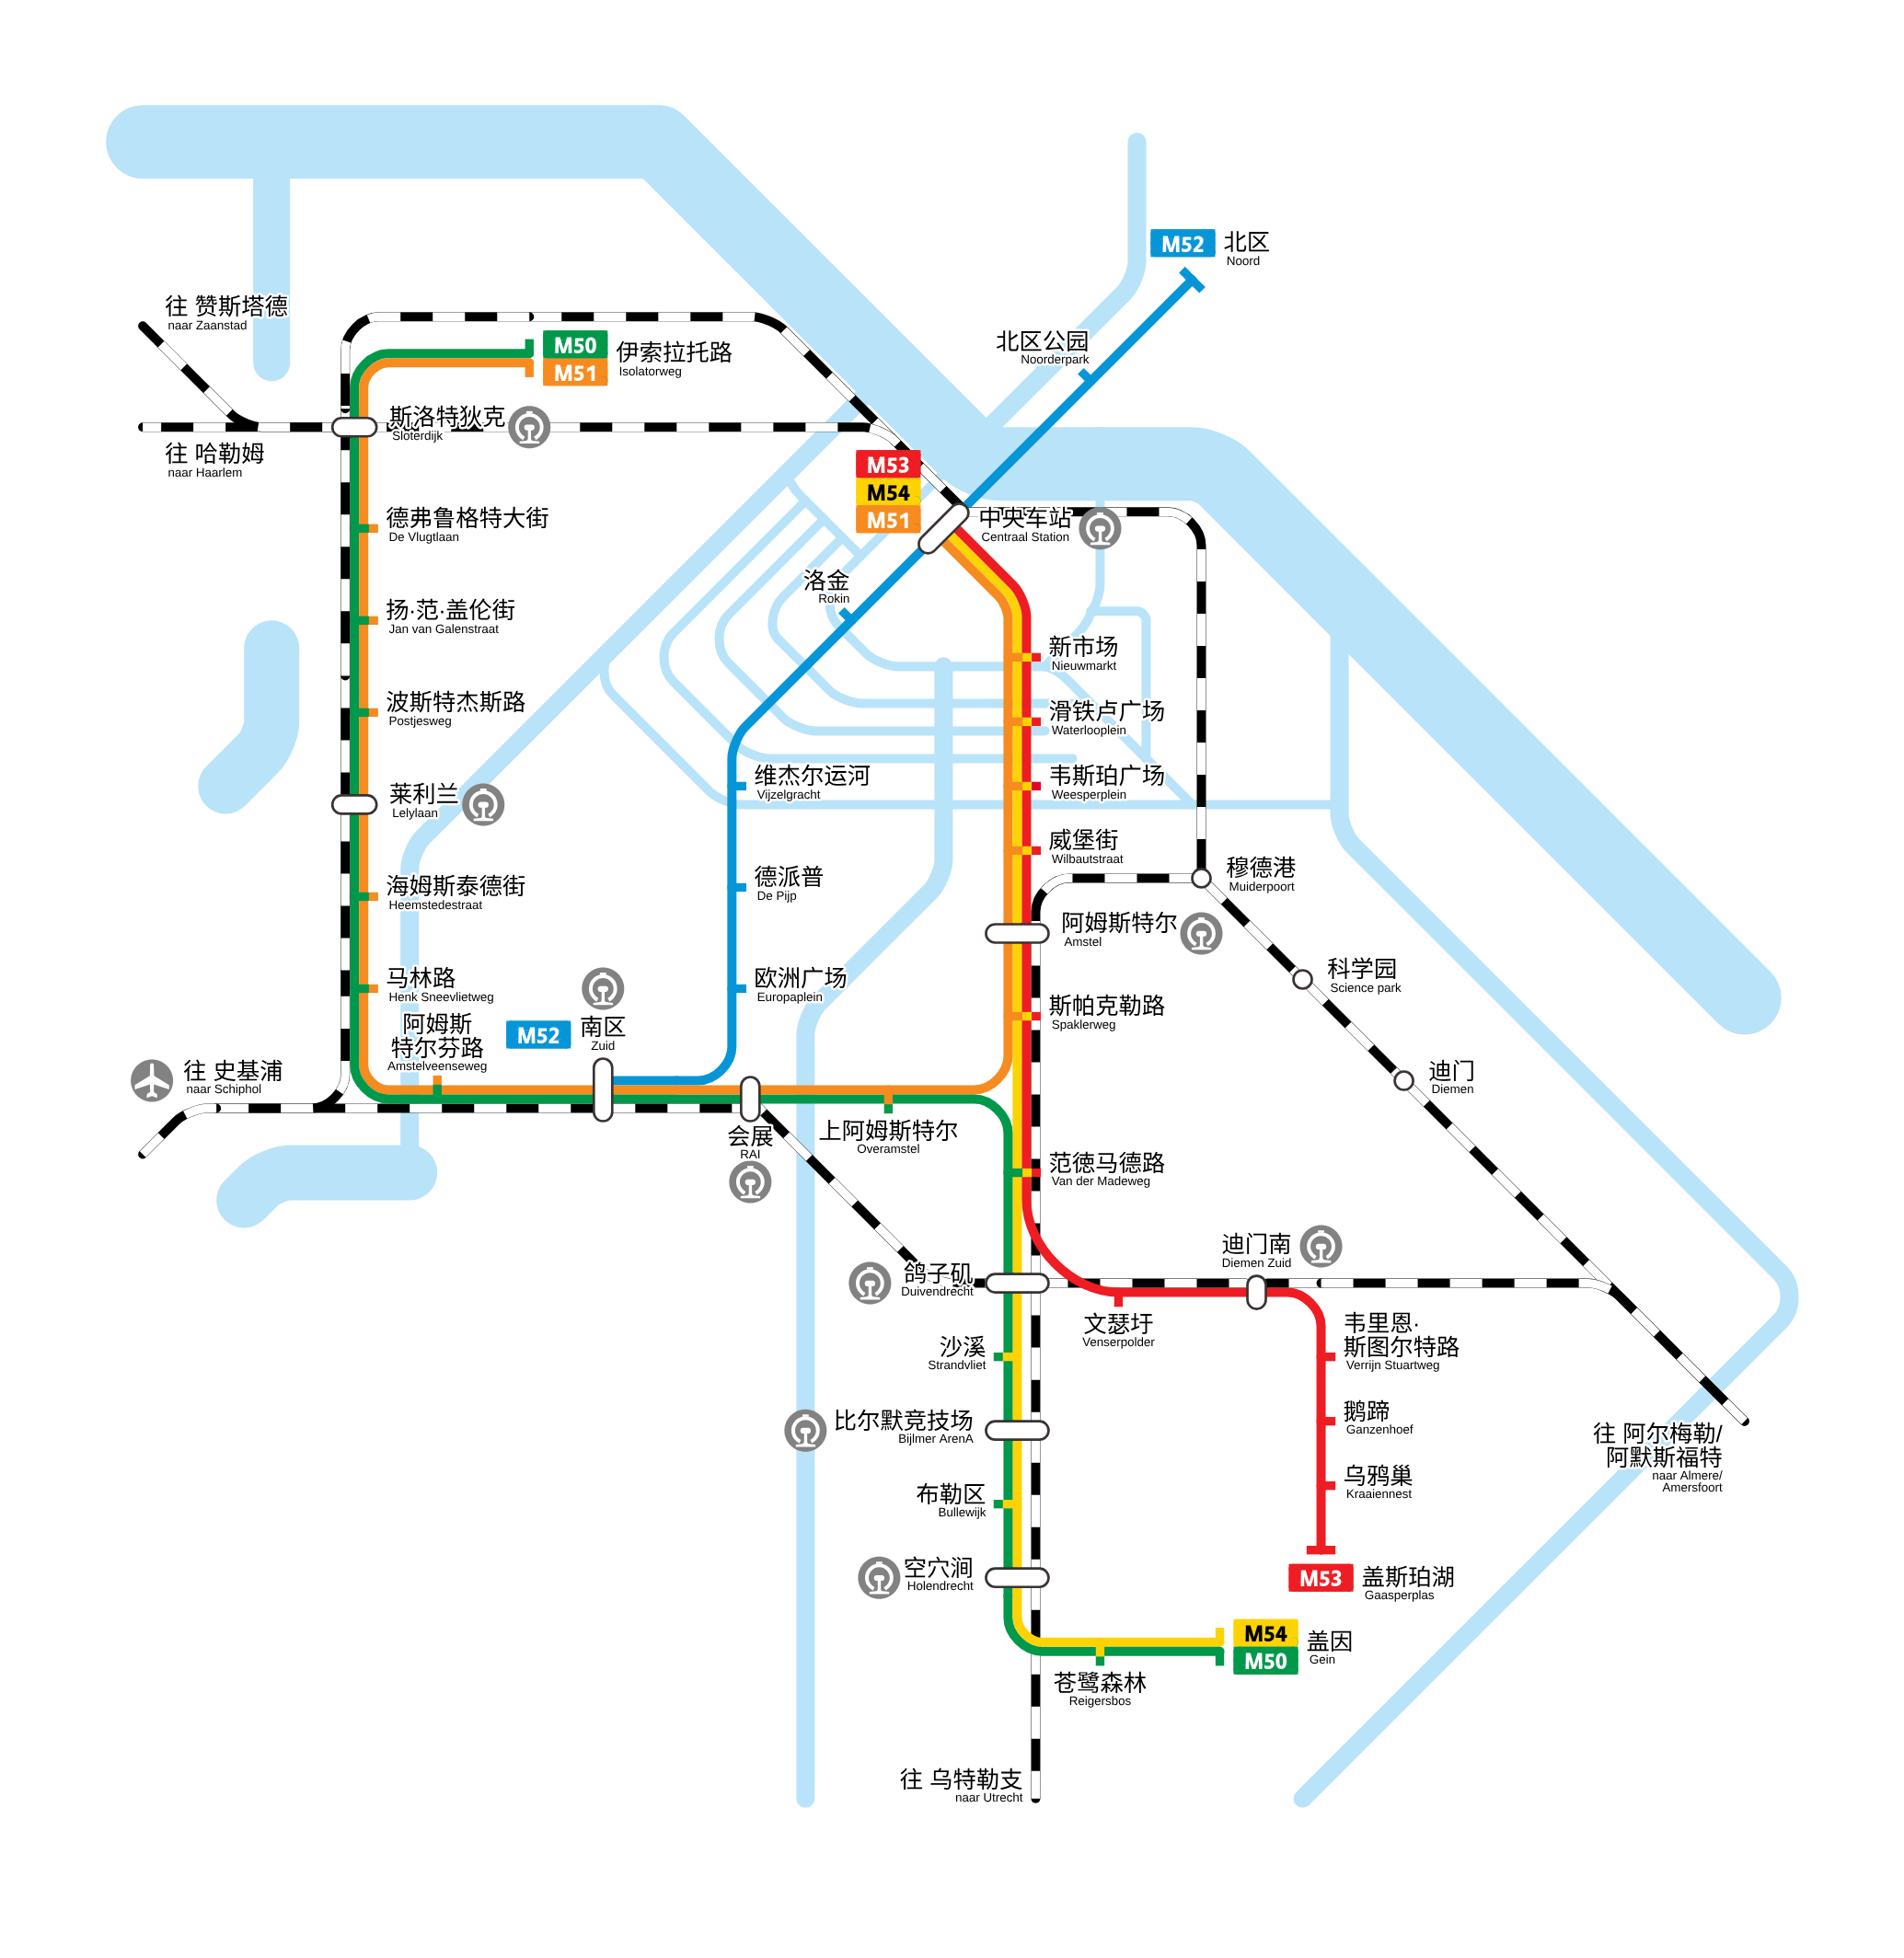 M52
北区
Noord
往 赞斯塔德
naar Zaanstad
北区公园
Noorderpark
M50
M51
伊索拉托路
Isolatorweg
斯洛特狄克
Sloterdijk
往 哈勒姆
naar Haarlem
M53
M54
M51
中央车站
Centraal Station
德弗鲁格特大街
De Vlugtlaan
洛金
Rokin
扬·范·盖伦街
Jan van Galenstraat
新市场
Nieuwmarkt
波斯特杰斯路
Postjesweg
滑铁卢广场
Waterlooplein
维杰尔运河
Vijzelgracht
韦斯珀广场
Weesperplein
莱利兰
Lelylaan
威堡街
Wilbautstraat
德派普
De Pijp
穆德港
Muiderpoort
海姆斯泰德街
Heemstedestraat
阿姆斯特尔
Amstel
马林路
Henk Sneevlietweg
欧洲广场
Europaplein
科学园
Science park
斯帕克勒路
Spaklerweg
阿姆斯
特尔芬路
Amstelveenseweg
M52
南区
Zuid
往 史基浦
naar Schiphol
迪门
Diemen
会展
RAI
上阿姆斯特尔
Overamstel
范徳马德路
Van der Madeweg
迪门南
Diemen Zuid
鸽子矶
Duivendrecht
文瑟圩
Venserpolder
沙溪
Strandvliet
韦里恩·
斯图尔特路
Verrijn Stuartweg
比尔默竞技场
Bijlmer ArenA
鹅蹄
Ganzenhoef
往 阿尔梅勒/
阿默斯福特
naar Almere/
Amersfoort
布勒区
Bullewijk
乌鸦巢
Kraaiennest
空穴涧
Holendrecht
M53
盖斯珀湖
Gaasperplas
M54
M50
盖因
Gein
苍鹭森林
Reigersbos
往 乌特勒支
naar Utrecht